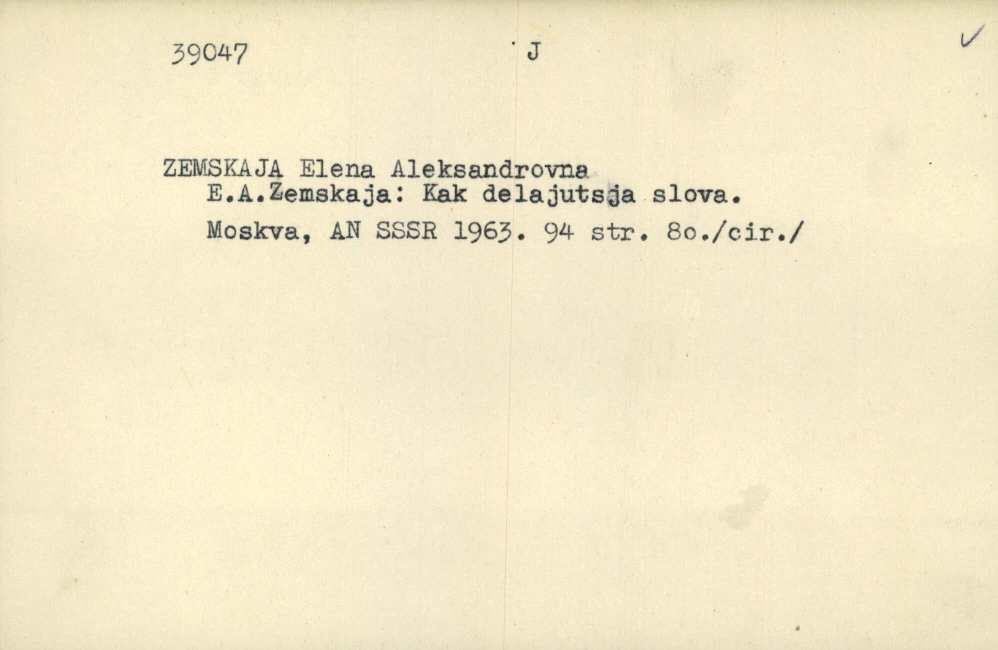 39047 J
ZEMSKAJA Elena Aleksandrovna
E.A.Zemskaja: Kak delajutsja slova.
Moskva, AN SSSR 1963. 94 str. 8o./cir./